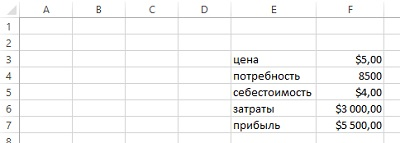 A B C D E F
1
2
3 цена $5,00
4 потребность 8500
5 себестоимость $4,00
6 затраты $3 000,00
7 прибыль $5 500,00